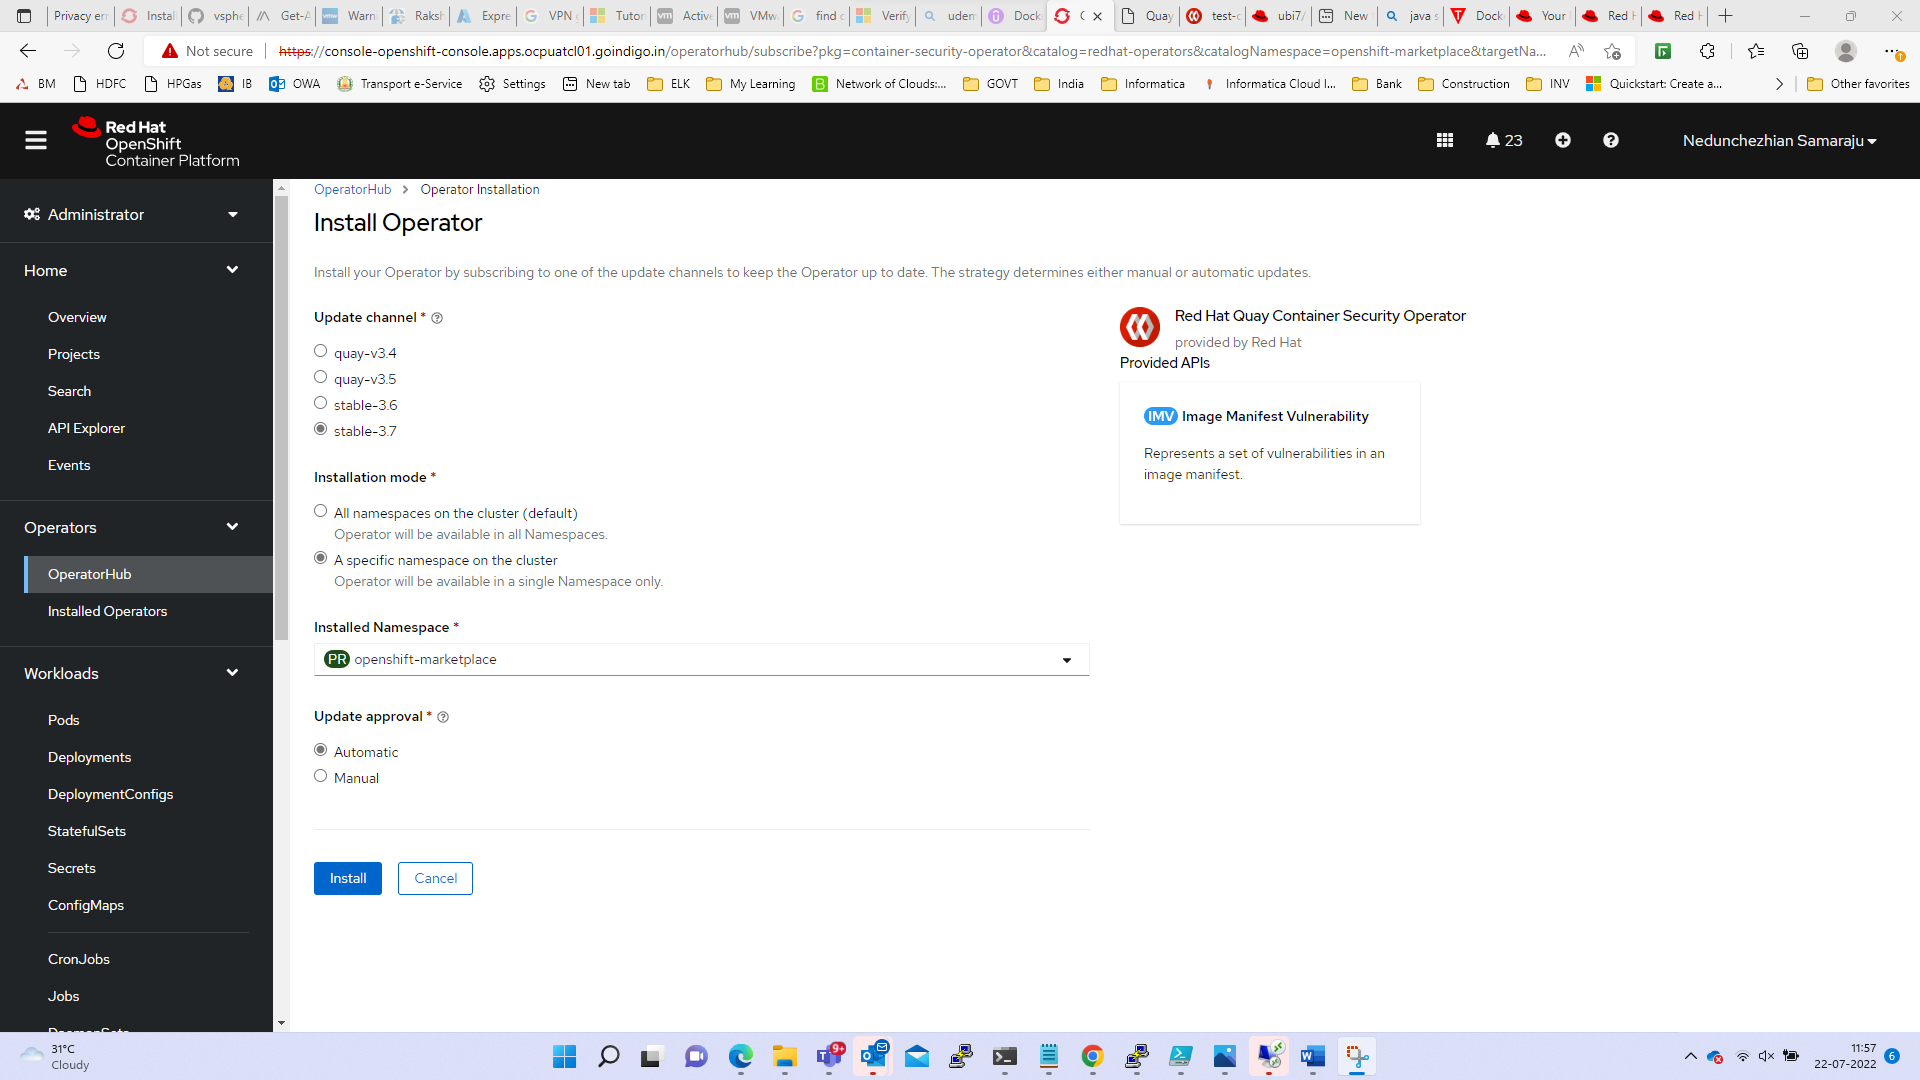 Privacy err
Instal
vsphe
Get-A
Warn
Raksh
Expre
VPN g
Tutor
Active
VMwa
find c
Verify
udem
Dock
Quay
test-c
ubi7/
New
java s
Dock
Your
Red H
Red H
Not secure
https://console-openshift-console.apps.ocpuatcl01.goindigo.in/operatorhub/subscribe?pkg=container-security-operator&catalog=redhat-operators&catalogNamespace=openshift-marketplace&targetNa...
BM
HDFC
HPGas
IB
OWA
Transport e-Service
Settings
New tab
ELK
My Learning
Network of Clouds:...
GOVT
India
Informatica
Informatica Cloud I...
Bank
Construction
INV
Quickstart: Create a...
Other favorites
Red Hat
OpenShift
Container Platform
23
Nedunchezhian Samaraju
Administrator
Home
Overview
Projects
Search
API Explorer
Events
Operators
OperatorHub
Installed Operators
Workloads
Pods
Deployments
DeploymentConfigs
StatefulSets
Secrets
ConfigMaps
CronJobs
Jobs
DaemonSets
OperatorHub
Operator Installation
Install Operator
Install your Operator by subscribing to one of the update channels to keep the Operator up to date. The strategy determines either manual or automatic updates.
Update channel *
quay-v3.4
quay-v3.5
stable-3.6
stable-3.7
Installation mode *
All namespaces on the cluster (default)
Operator will be available in all Namespaces.
A specific namespace on the cluster
Operator will be available in a single Namespace only.
Installed Namespace *
PR openshift-marketplace
Update approval *
Automatic
Manual
Install
Cancel
Red Hat Quay Container Security Operator
provided by Red Hat
Provided APIs
IMV Image Manifest Vulnerability
Represents a set of vulnerabilities in an
image manifest.
31°C
Cloudy
9+
11:57
22-07-2022
6